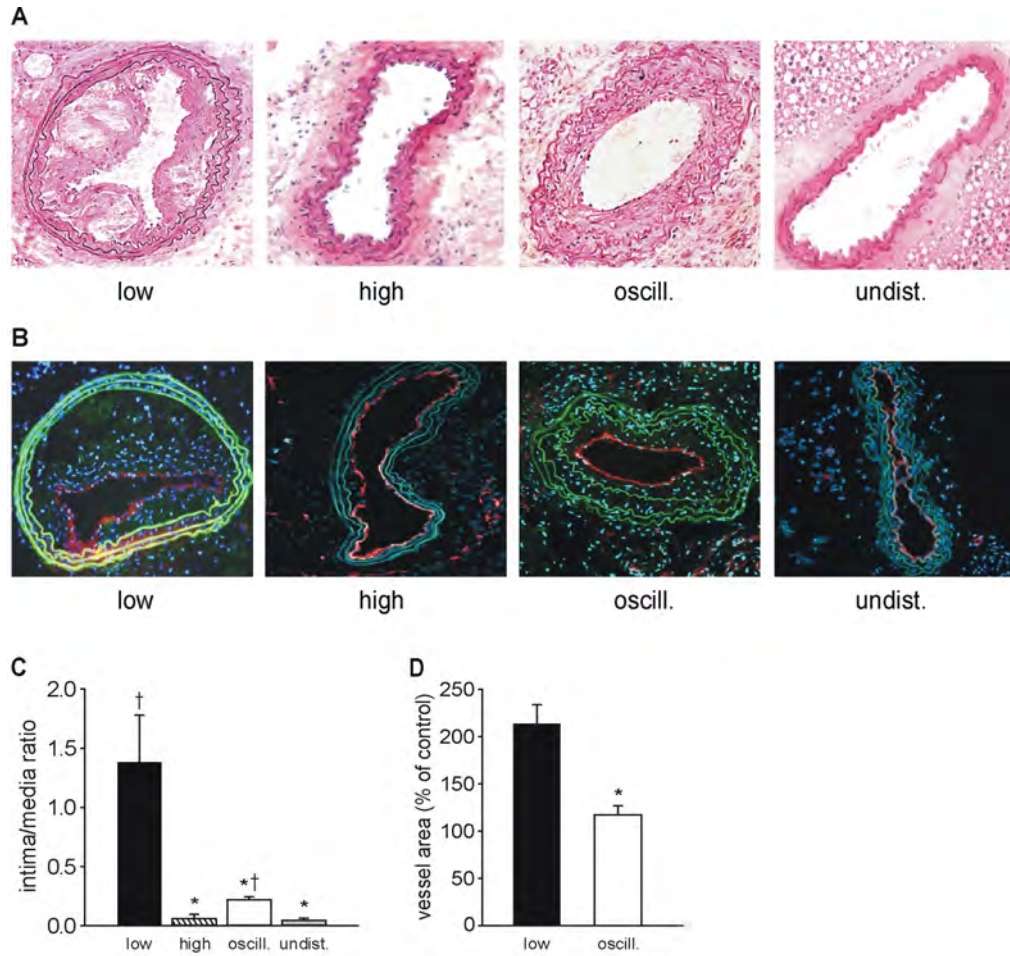 A
low high oscill. undist.
B
low high oscill. undist.
C
intima/media ratio
2.0
1.5
1.0
0.5
0.0
†
*
*†
*
low high oscill. undist.
D
vessel area (% of control)
250
200
150
100
50
0
*
low oscill.